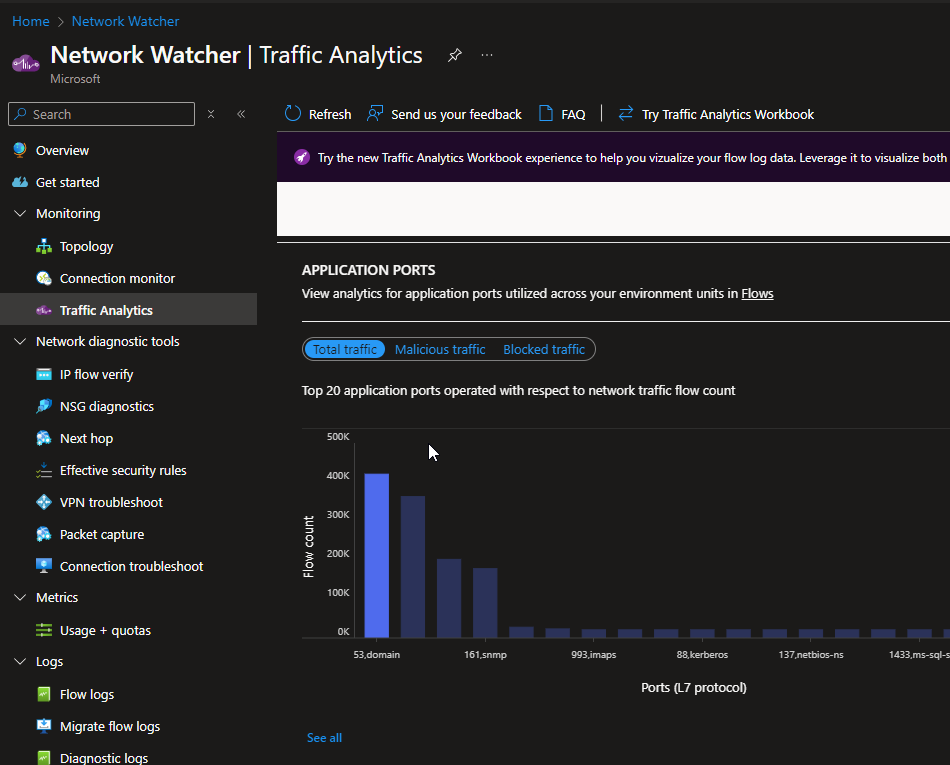 Home > Network Watcher
Network Watcher | Traffic Analytics
Microsoft
Search
Overview
Get started
Monitoring
Topology
Connection monitor
Traffic Analytics
Network diagnostic tools
IP flow verify
NSG diagnostics
Next hop
Effective security rules
VPN troubleshoot
Packet capture
Connection troubleshoot
Metrics
Usage + quotas
Logs
Flow logs
Migrate flow logs
Diagnostic logs
Refresh
Send us your feedback
FAQ
Try Traffic Analytics Workbook
Try the new Traffic Analytics Workbook experience to help you vizualize your flow log data. Leverage it to visualize both
APPLICATION PORTS
View analytics for application ports utilized across your environment units in Flows
Total traffic
Malicious traffic
Blocked traffic
Top 20 application ports operated with respect to network traffic flow count
Flow count
500K
400K
300K
200K
100K
0K
53,domain
161,snmp
993,imaps
88,kerberos
137,netbios-ns
1433,ms-sql-s
Ports (L7 protocol)
See all